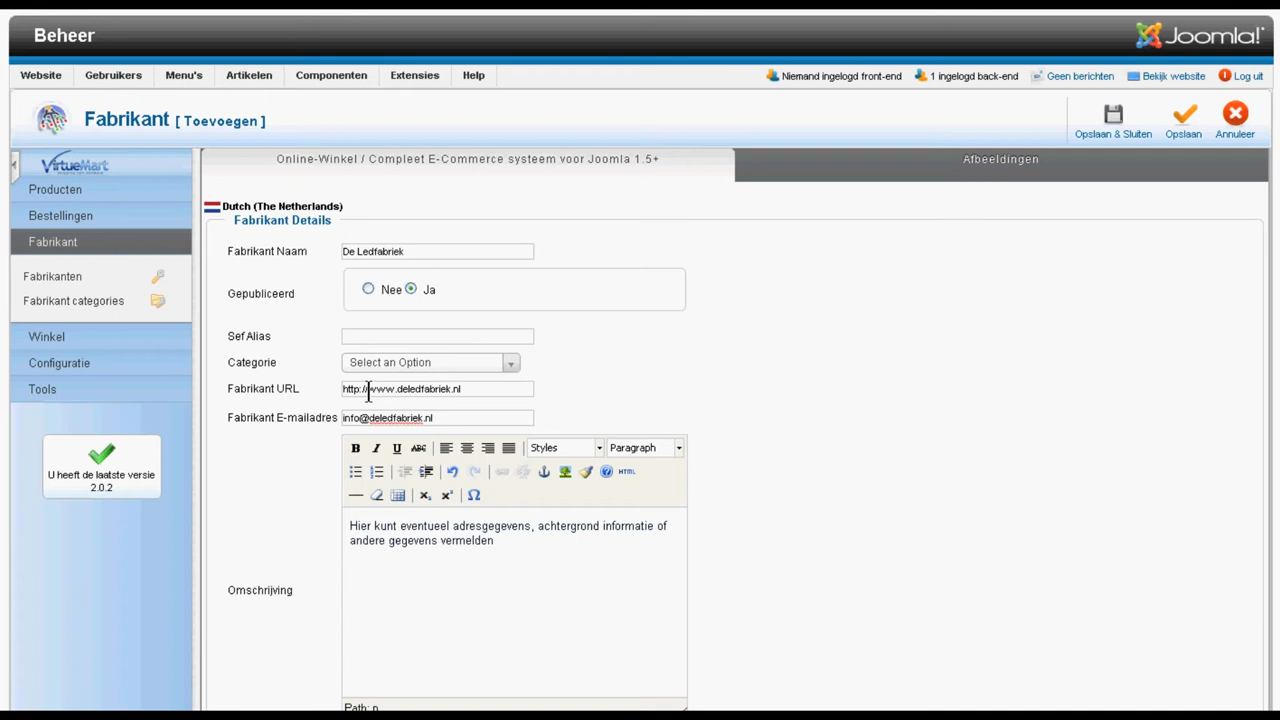 Beheer
Joomla!
Website Gebruikers Menu's Artikelen Componenten Extensies Help
Niemand ingelogd front-end 1 ingelogd back-end Geen berichten Bekijk website Log uit
Fabrikant [ Toevoegen ]
Opslaan & Sluiten Opslaan Annuleer
VirtueMart
Online-Winkel / Compleet E-Commerce systeem voor Joomla 1.5+
Afbeeldingen
Producten
Bestellingen
Fabrikant
Fabrikanten
Fabrikant categories
Winkel
Configuratie
Tools
U heeft de laatste versie
2.0.2
Dutch (The Netherlands)
Fabrikant Details
Fabrikant Naam De Ledfabriek
Gepubliceerd Nee Ja
Sef Alias
Categorie Select an Option
Fabrikant URL http://www.deledfabriek.nl
Fabrikant E-mailadres info@deledfabriek.nl
B I U ABC Styles Paragraph
HTML
Hier kunt eventueel adresgegevens, achtergrond informatie of
andere gegevens vermelden
Omschrijving
Path: p